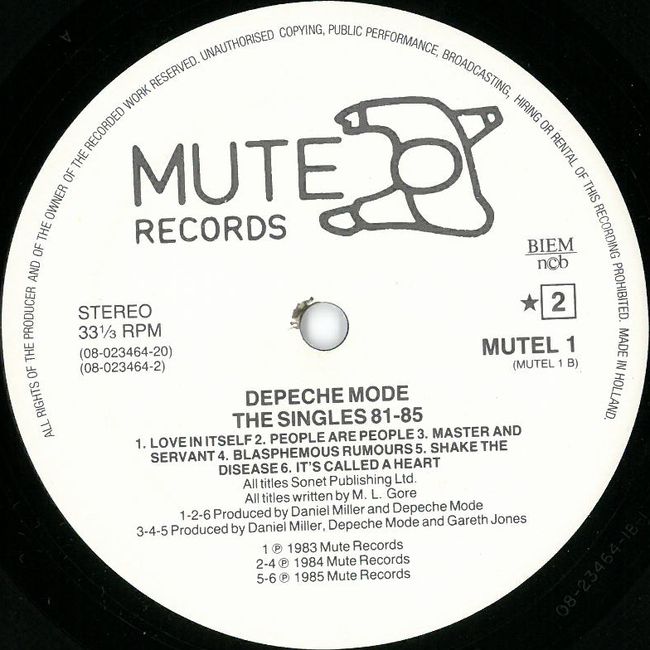 ALL RIGHTS OF THE PRODUCER AND OF THE OWNER OF THE RECORDED WORK RESERVED. UNAUTHORISED COPYING, PUBLIC PERFORMANCE, BROADCASTING, HIRING OR RENTAL OF THIS RECORDING PROHIBITED. MADE IN HOLLAND.
MUTE
RECORDS
BIEM
ncb
★ 2
STEREO
33⅓ RPM
(08-023464-20)
(08-023464-2)
MUTEL 1
(MUTEL 1 B)
DEPECHE MODE
THE SINGLES 81-85
1. LOVE IN ITSELF 2. PEOPLE ARE PEOPLE 3. MASTER AND
SERVANT 4. BLASPHEMOUS RUMOURS 5. SHAKE THE
DISEASE 6. IT'S CALLED A HEART
All titles Sonet Publishing Ltd.
All titles written by M. L. Gore
1-2-6 Produced by Daniel Miller and Depeche Mode
3-4-5 Produced by Daniel Miller, Depeche Mode and Gareth Jones
1 ℗ 1983 Mute Records
2-4 ℗ 1984 Mute Records
5-6 ℗ 1985 Mute Records
08-23464-1B